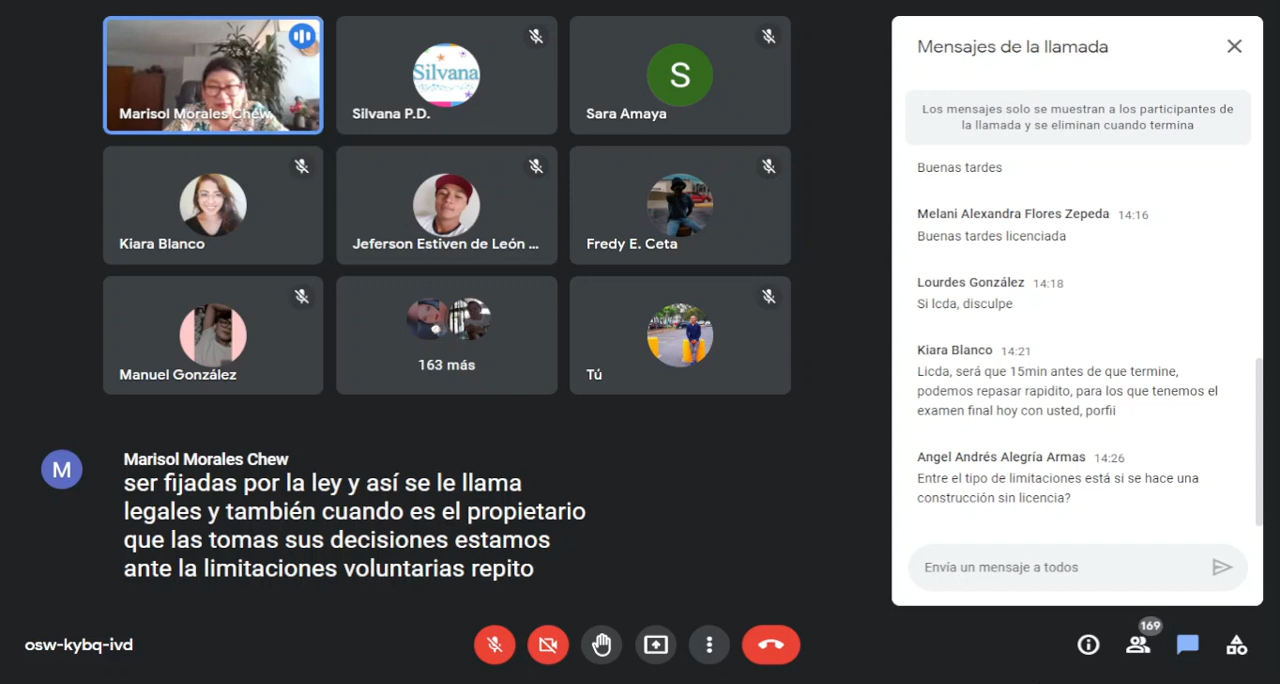 Marisol Morales Chew
Silvana
Silvana P.D.
S
Sara Amaya
Kiara Blanco
Jeferson Estiven de León ...
Fredy E. Ceta
Manuel González
163 más
Tú
M
Marisol Morales Chew
ser fijadas por la ley y así se le llama
legales y también cuando es el propietario
que las tomas sus decisiones estamos
ante la limitaciones voluntarias repito
osw-kybq-ivd
Mensajes de la llamada
Los mensajes solo se muestran a los participantes de
la llamada y se eliminan cuando termina
Buenas tardes
Melani Alexandra Flores Zepeda 14:16
Buenas tardes licenciada
Lourdes González 14:18
Si lcda, disculpe
Kiara Blanco 14:21
Licda, será que 15min antes de que termine,
podemos repasar rapidito, para los que tenemos el
examen final hoy con usted, porfii
Angel Andrés Alegría Armas 14:26
Entre el tipo de limitaciones está si se hace una
construcción sin licencia?
Envía un mensaje a todos
169